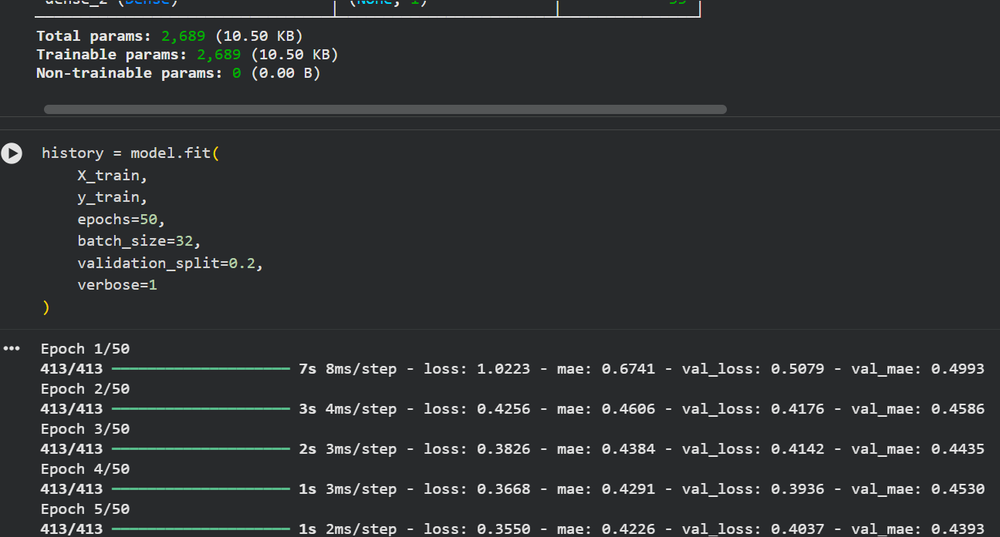 dense_2 (Dense) (None, 1) 33
Total params: 2,689 (10.50 KB)
Trainable params: 2,689 (10.50 KB)
Non-trainable params: 0 (0.00 B)
history = model.fit(
X_train,
y_train,
epochs=50,
batch_size=32,
validation_split=0.2,
verbose=1
)
Epoch 1/50
413/413 ━━━━━━━━━━━━━━━━━━━━ 7s 8ms/step - loss: 1.0223 - mae: 0.6741 - val_loss: 0.5079 - val_mae: 0.4993
Epoch 2/50
413/413 ━━━━━━━━━━━━━━━━━━━━ 3s 4ms/step - loss: 0.4256 - mae: 0.4606 - val_loss: 0.4176 - val_mae: 0.4586
Epoch 3/50
413/413 ━━━━━━━━━━━━━━━━━━━━ 2s 3ms/step - loss: 0.3826 - mae: 0.4384 - val_loss: 0.4142 - val_mae: 0.4435
Epoch 4/50
413/413 ━━━━━━━━━━━━━━━━━━━━ 1s 3ms/step - loss: 0.3668 - mae: 0.4291 - val_loss: 0.3936 - val_mae: 0.4530
Epoch 5/50
413/413 ━━━━━━━━━━━━━━━━━━━━ 1s 2ms/step - loss: 0.3550 - mae: 0.4226 - val_loss: 0.4037 - val_mae: 0.4393